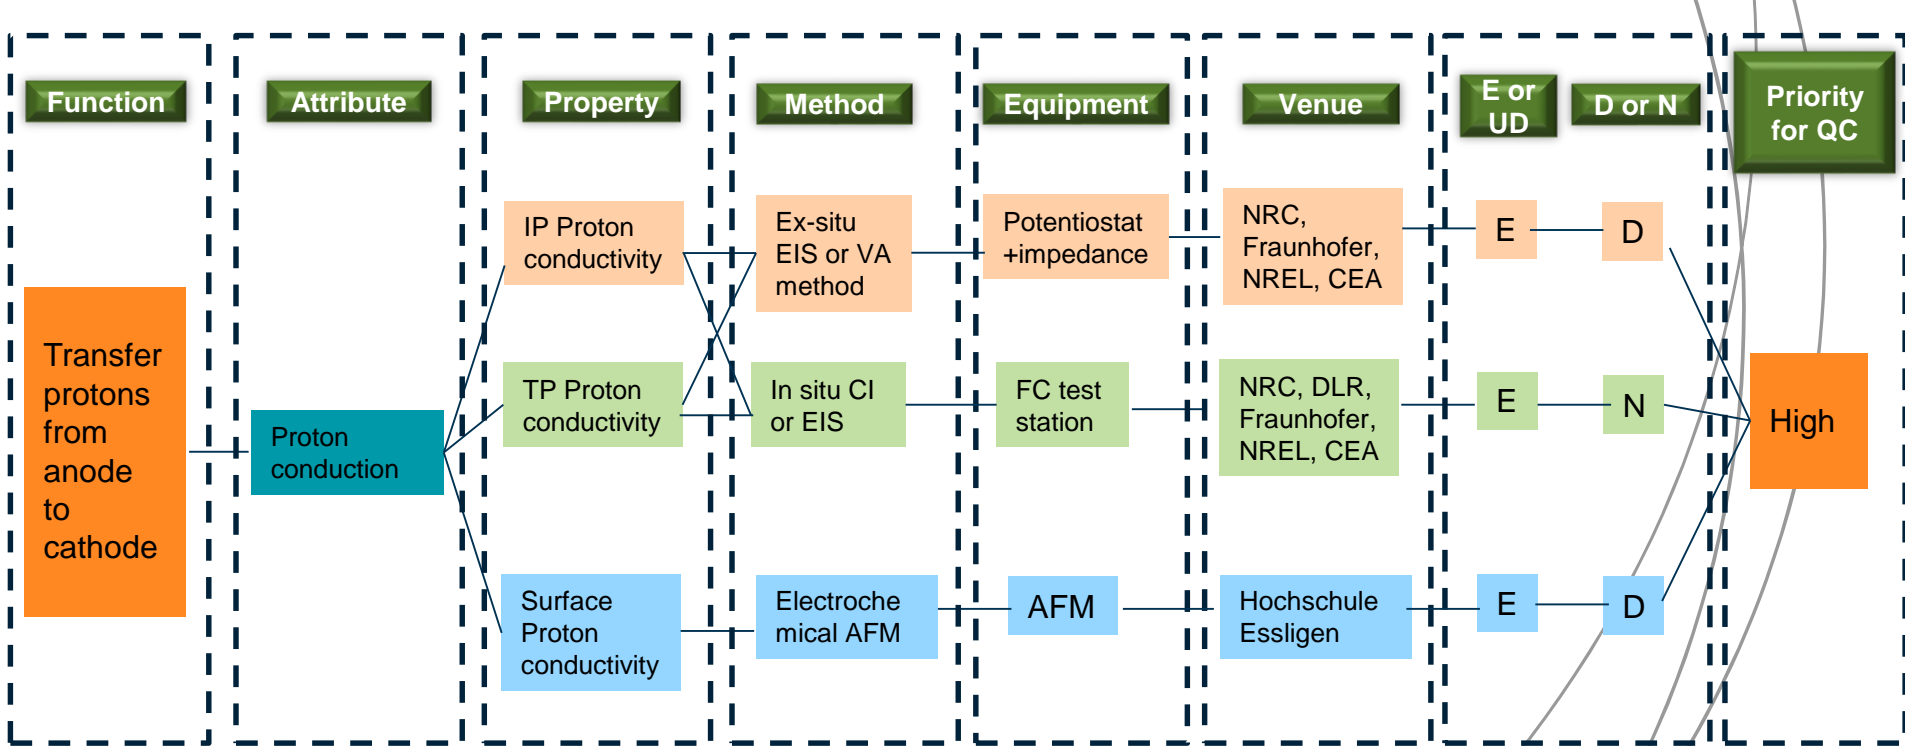 Function
Attribute
Property
Method
Equipment
Venue
E or
UD
D or N
Priority
for QC
Transfer
protons
from
anode
to
cathode
Proton
conduction
IP Proton
conductivity
Ex-situ
EIS or VA
method
Potentiostat
+impedance
NRC,
Fraunhofer,
NREL, CEA
E
D
TP Proton
conductivity
In situ CI
or EIS
FC test
station
NRC, DLR,
Fraunhofer,
NREL, CEA
E
N
High
Surface
Proton
conductivity
Electroche
mical AFM
AFM
Hochschule
Essligen
E
D